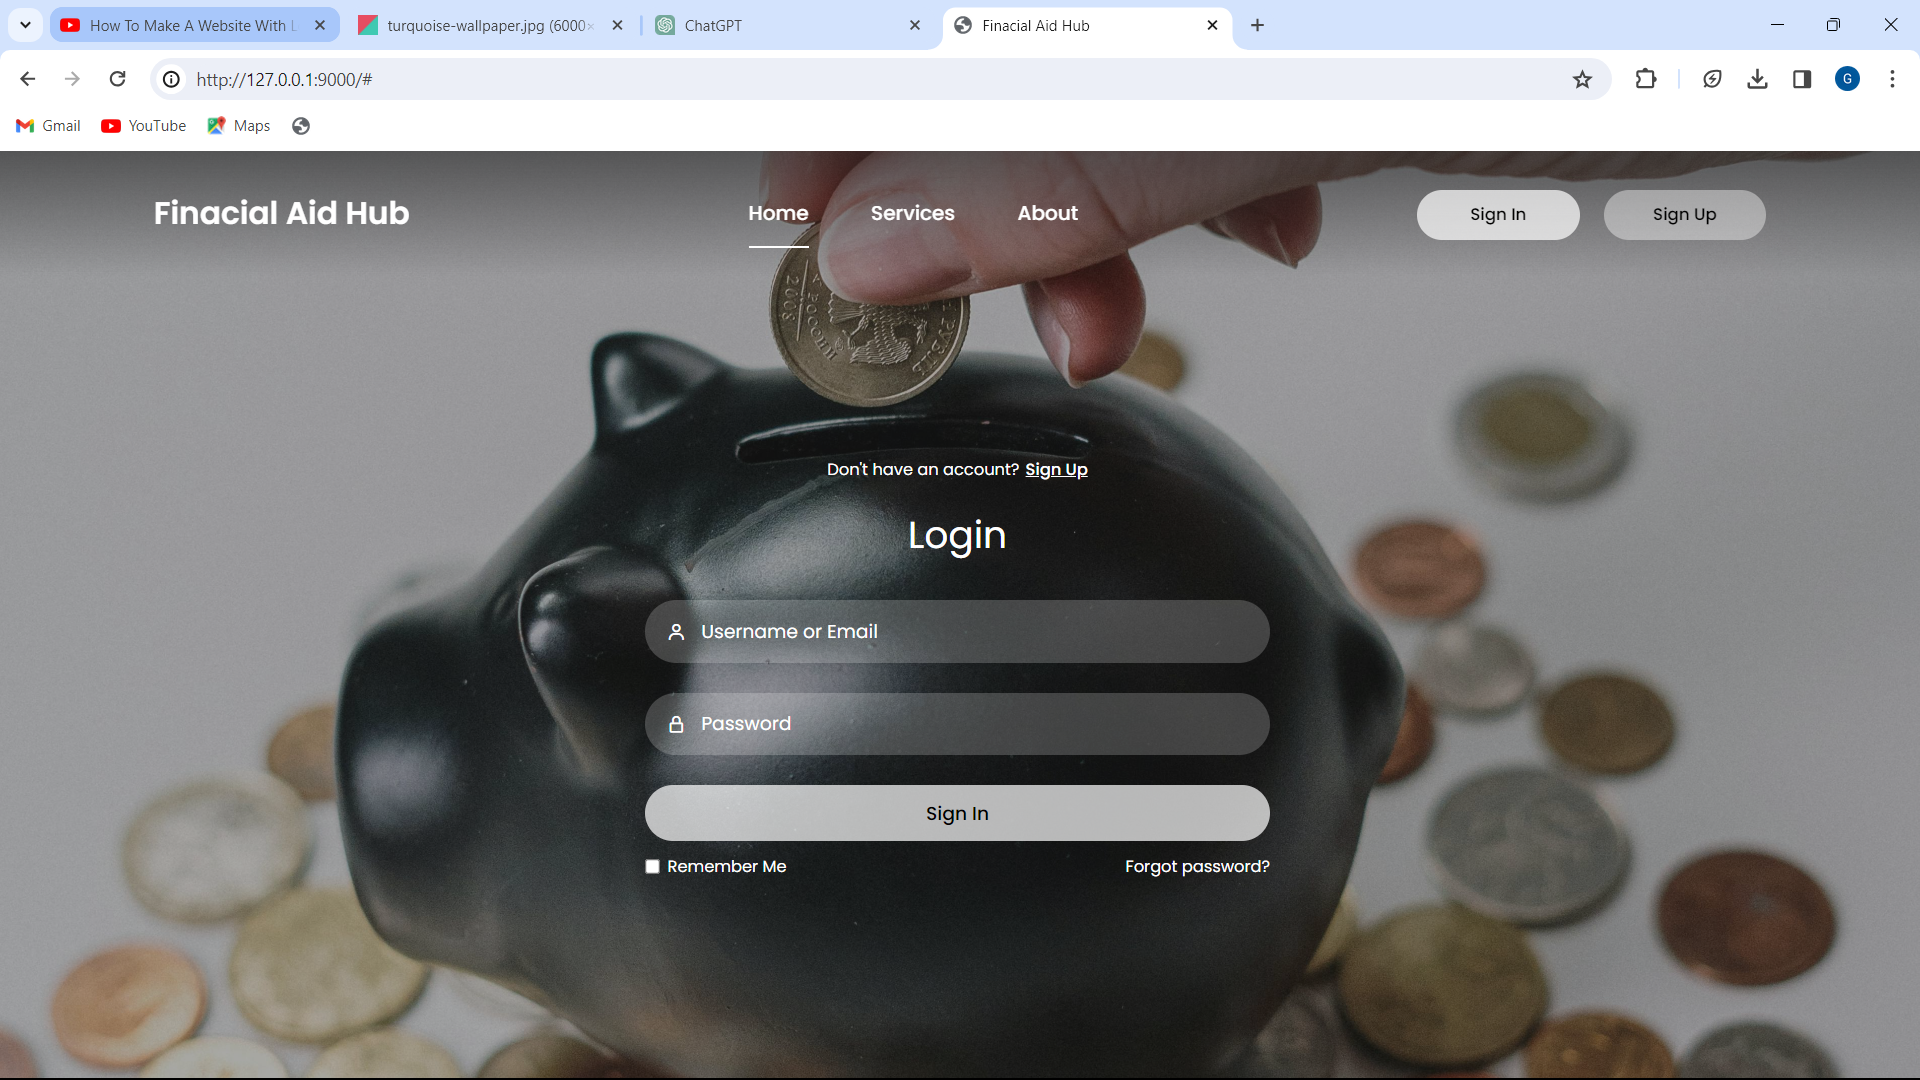 How To Make A Website With L
turquoise-wallpaper.jpg (6000×
ChatGPT
Finacial Aid Hub
http://127.0.0.1:9000/#
G
Gmail
YouTube
Maps
Finacial Aid Hub
Home
Services
About
Sign In
Sign Up
2008
РУБЛЬ
Don't have an account? Sign Up
Login
Username or Email
Password
Sign In
Remember Me
Forgot password?